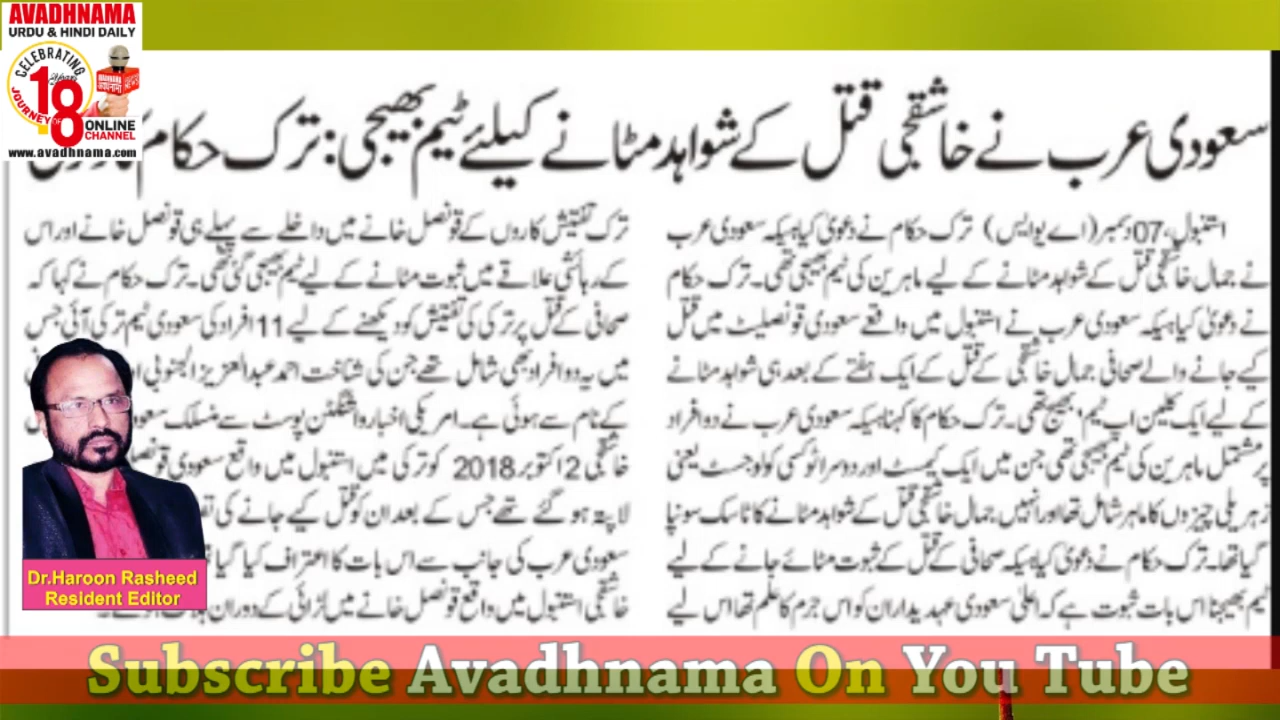 AVADHNAMA
URDU & HINDI DAILY
CELEBRATING
18 Years
JOURNEY OF
ONLINE
CHANNEL
www.avadhnama.com
سعودی عرب نے خاشقجی قتل کے شواہد مٹانے کیلئے ٹیم بھیجی: ترک حکام
استنبول،07دسمبر(اے یو ایس) ترک حکام نے دعویٰ کیا ہیکہ سعودی عرب
نے جمال خاشقجی قتل کے شواہد مٹانے کے لیے ماہرین کی ٹیم بھیجی تھی۔ ترک حکام
نے دعویٰ کیا ہیکہ سعودی عرب نے استنبول میں واقع سعودی قونصلیٹ میں قتل
کیے جانے والے صحافی جمال خاشقجی کے قتل کے ایک ہفتے کے بعد ہی شواہد مٹانے
کے لیے ایک کلین اپ ٹیم' بھیج تھی۔ ترک حکام کا کہنا ہیکہ سعودی عرب نے دو افراد
پر مشتمل ماہرین کی ٹیم بھیجی تھی جن میں ایک کیمسٹ اور دوسرا ٹوکسی کولوجسٹ یعنی
زہریلی چیزوں کا ماہر شامل تھا اور انہیں جمال خاشقجی قتل کے شواہد مٹانے کا ٹاسک سونپا
گیا تھا۔ ترک حکام نے دعویٰ کیا ہیکہ صحافی کے قتل کے ثبوت مٹائے جانے کے لیے
ٹیم بھیجنا اس بات ثبوت ہے کہ اعلیٰ سعودی عہدیداران کو اس جرم کا علم تھا اس لیے
ترک تفتیش کاروں کے قونصل خانے میں داخلے سے پہلے ہی قونصل خانے اور اس
کے رہائشی علاقے میں ثبوت مٹانے کے لیے ٹیم بھیجی گئی تھی۔ ترک حکام نے کہا کہ
صحافی کے قتل پر ترکی کی تفتیش کو دیکھنے کے لیے 11 افراد کی سعودی ٹیم ترکی آئی جس
میں یہ دو افراد بھی شامل تھے جن کی شناخت احمد عبدالعزیز الجنوبی
کے نام سے ہوئی ہے۔ امریکی اخبار واشنگٹن پوسٹ سے منسلک
خاشقجی 2اکتوبر2018 کو ترکی میں استنبول میں واقع سعودی
لاپتہ ہوگئے تھے جس کے بعد ان کو قتل کیے جانے کی
سعودی عرب کی جانب سے اس بات کا اعتراف کیا گیا
خاشقجی استنبول میں واقع قونصل خانے میں لڑائی کے دوران
Dr.Haroon Rasheed
Resident Editor
Subscribe Avadhnama On You Tube